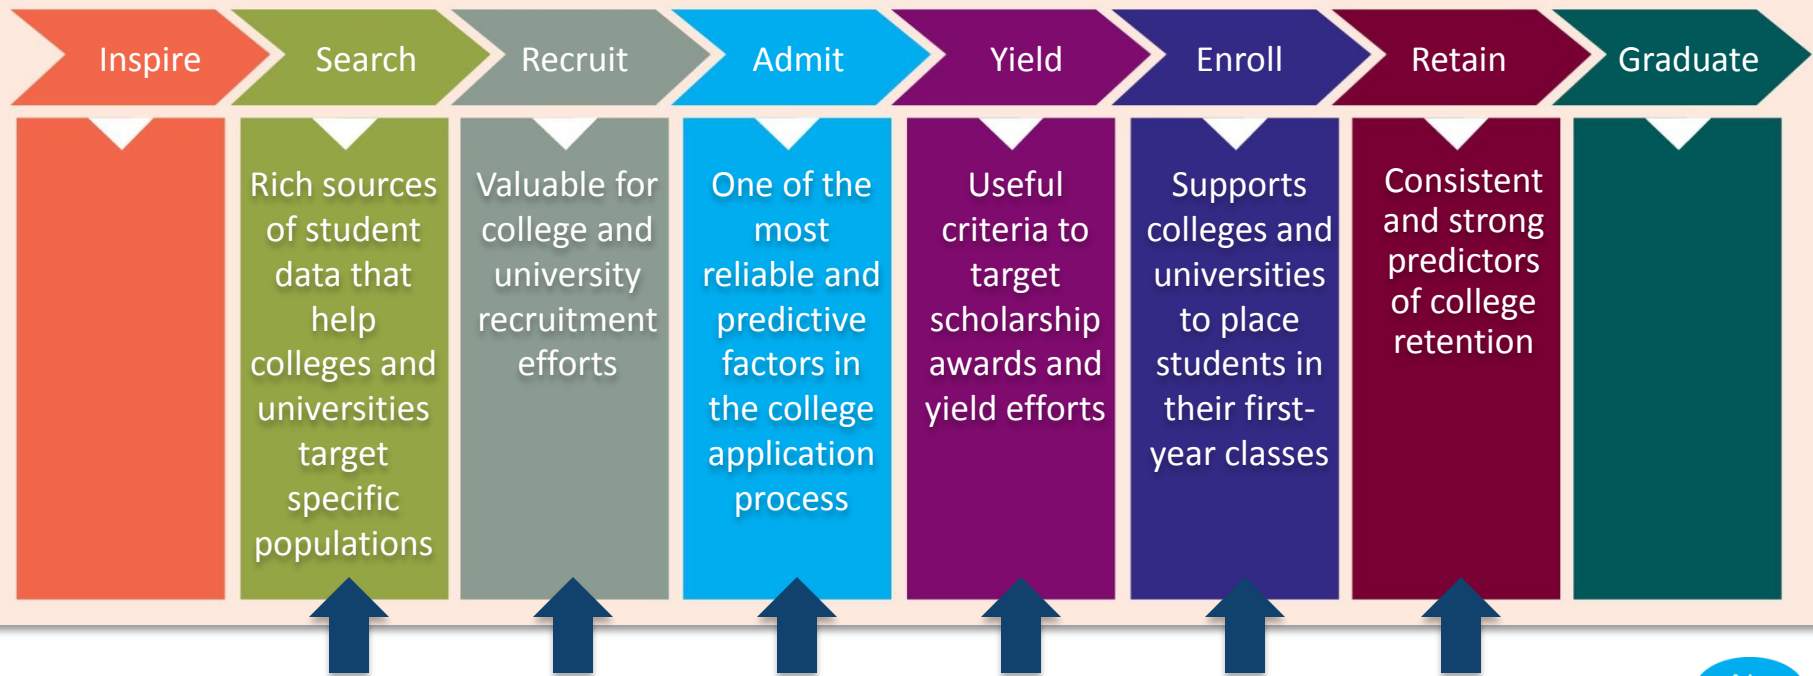 Inspire
Search
Recruit
Admit
Yield
Enroll
Retain
Graduate
Rich sources
of student
data that
help
colleges and
universities
target
specific
populations
Valuable for
college and
university
recruitment
efforts
One of the
most
reliable and
predictive
factors in
the college
application
process
Useful
criteria to
target
scholarship
awards and
yield efforts
Supports
colleges and
universities
to place
students in
their first-
year classes
Consistent
and strong
predictors
of college
retention